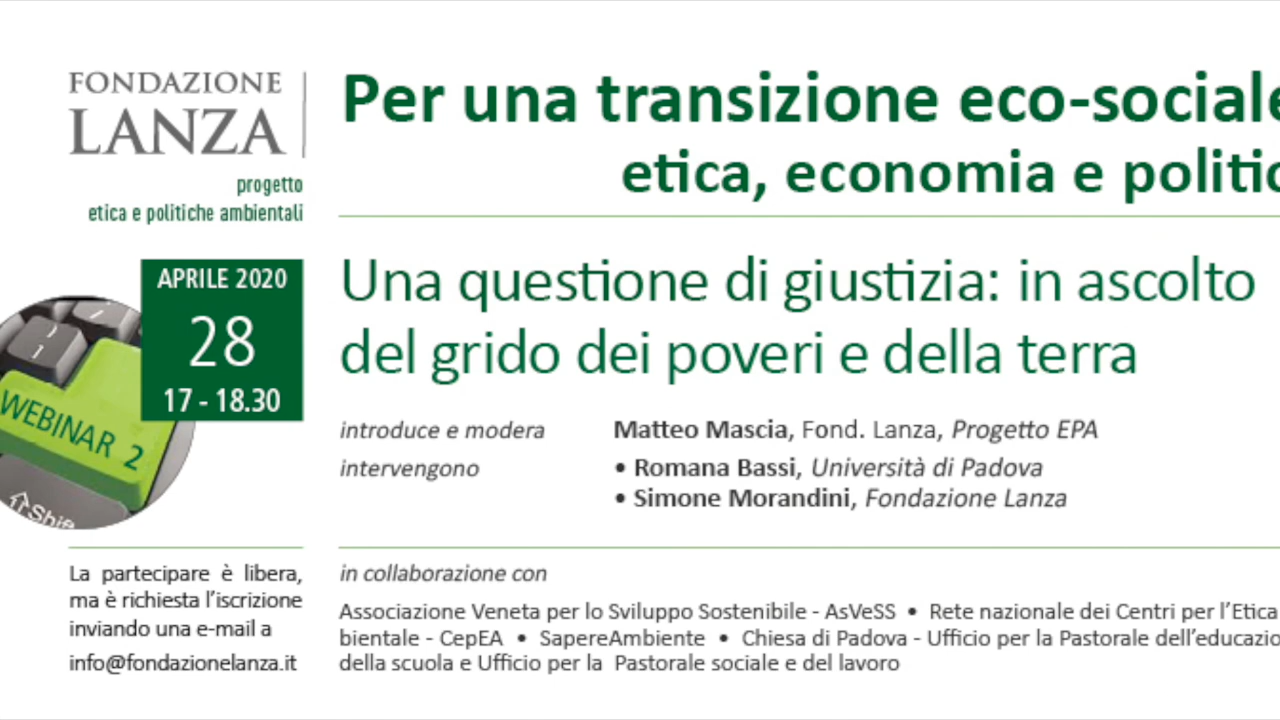 FONDAZIONE
LANZA
progetto
etica e politiche ambientali
Per una transizione eco-sociale
etica, economia e politic
APRILE 2020
28
17 - 18.30
WEBINAR 2
Shift
Una questione di giustizia: in ascolto
del grido dei poveri e della terra
introduce e modera Matteo Mascia, Fond. Lanza, Progetto EPA
intervengono • Romana Bassi, Università di Padova
• Simone Morandini, Fondazione Lanza
La partecipare è libera,
ma è richiesta l'iscrizione
inviando una e-mail a
info@fondazionelanza.it
in collaborazione con
Associazione Veneta per lo Sviluppo Sostenibile - AsVeSS • Rete nazionale dei Centri per l'Etica
bientale - CepEA • SapereAmbiente • Chiesa di Padova - Ufficio per la Pastorale dell'educazio
della scuola e Ufficio per la Pastorale sociale e del lavoro